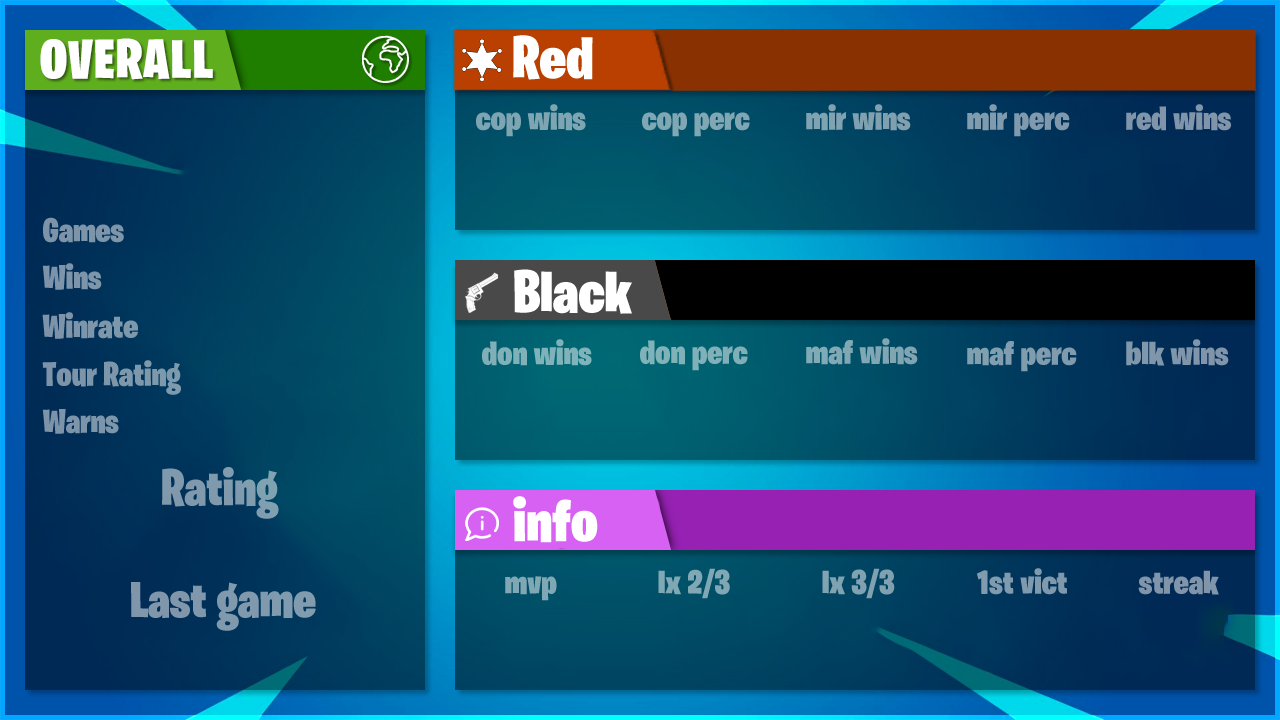 OVERALL
Games
Wins
Winrate
Tour Rating
Warns
Rating
Last game
Red
cop wins cop perc mir wins mir perc red wins
Black
don wins don perc maf wins maf perc blk wins
info
mvp lx 2/3 lx 3/3 1st vict streak